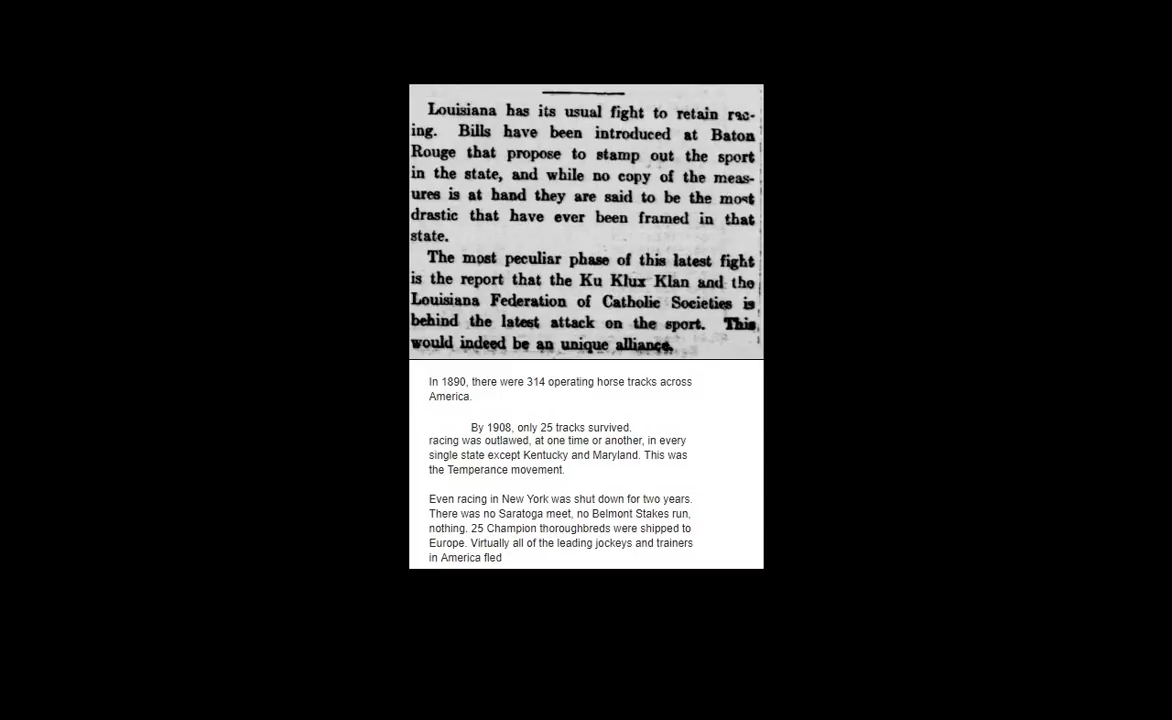 Louisiana has its usual fight to retain rac-
ing. Bills have been introduced at Baton
Rouge that propose to stamp out the sport
in the state, and while no copy of the meas-
ures is at hand they are said to be the most
drastic that have ever been framed in that
state.
The most peculiar phase of this latest fight
is the report that the Ku Klux Klan and the
Louisiana Federation of Catholic Societies is
behind the latest attack on the sport. This
would indeed be an unique alliance.
In 1890, there were 314 operating horse tracks across
America.
By 1908, only 25 tracks survived.
racing was outlawed, at one time or another, in every
single state except Kentucky and Maryland. This was
the Temperance movement.
Even racing in New York was shut down for two years.
There was no Saratoga meet, no Belmont Stakes run,
nothing. 25 Champion thoroughbreds were shipped to
Europe. Virtually all of the leading jockeys and trainers
in America fled